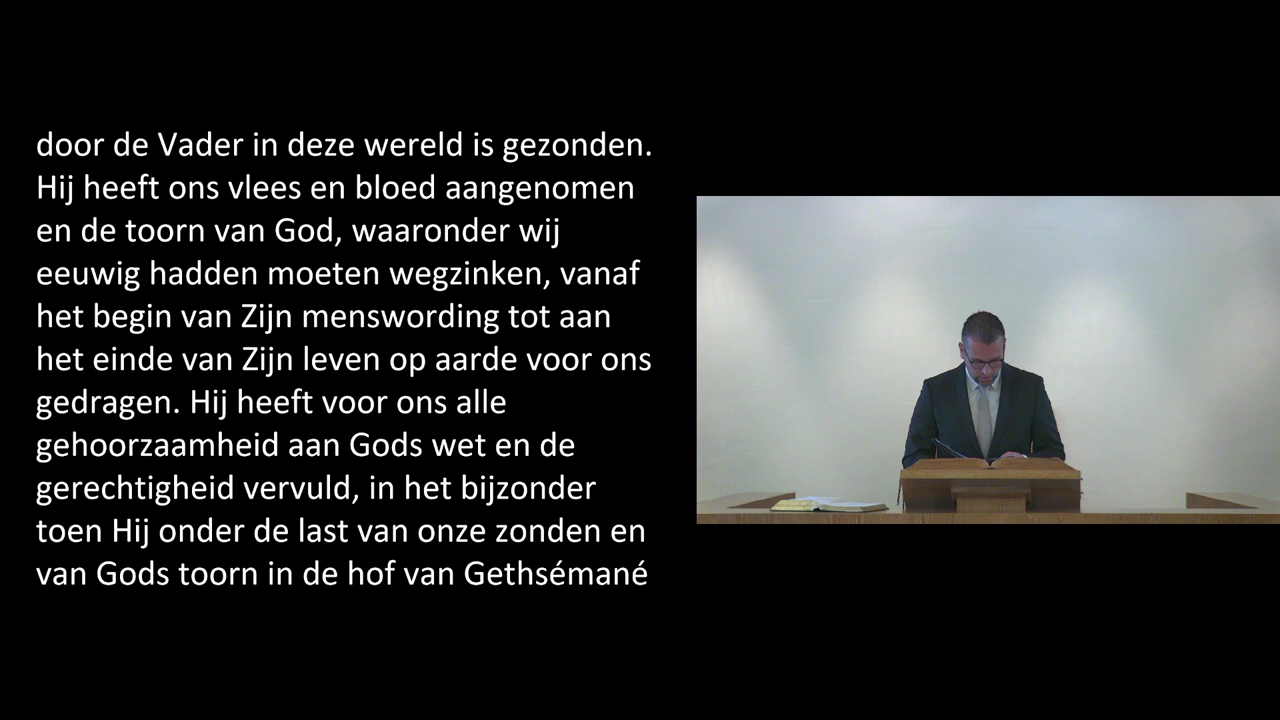 door de Vader in deze wereld is gezonden.
Hij heeft ons vlees en bloed aangenomen
en de toorn van God, waaronder wij
eeuwig hadden moeten wegzinken, vanaf
het begin van Zijn menswording tot aan
het einde van Zijn leven op aarde voor ons
gedragen. Hij heeft voor ons alle
gehoorzaamheid aan Gods wet en de
gerechtigheid vervuld, in het bijzonder
toen Hij onder de last van onze zonden en
van Gods toorn in de hof van Gethsémané